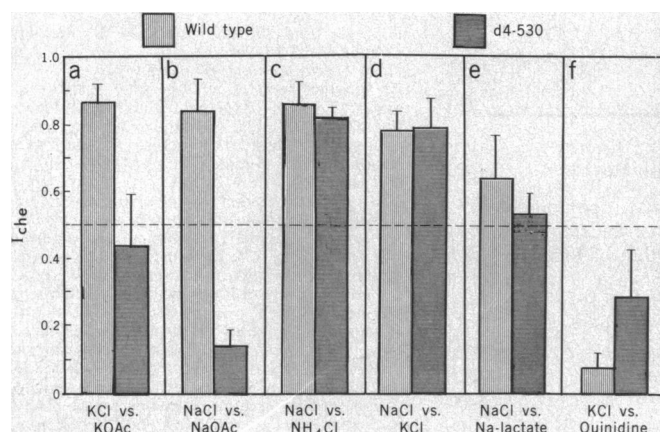 Wild type
d4-530
a
b
c
d
e
f
1.0
0.8
0.6
0.4
0.2
0
I che
KCl vs.
KOAc
NaCl vs.
NaOAc
NaCl vs.
NH4Cl
NaCl vs.
KCl
NaCl vs.
Na-lactate
KCl vs.
Quinidine